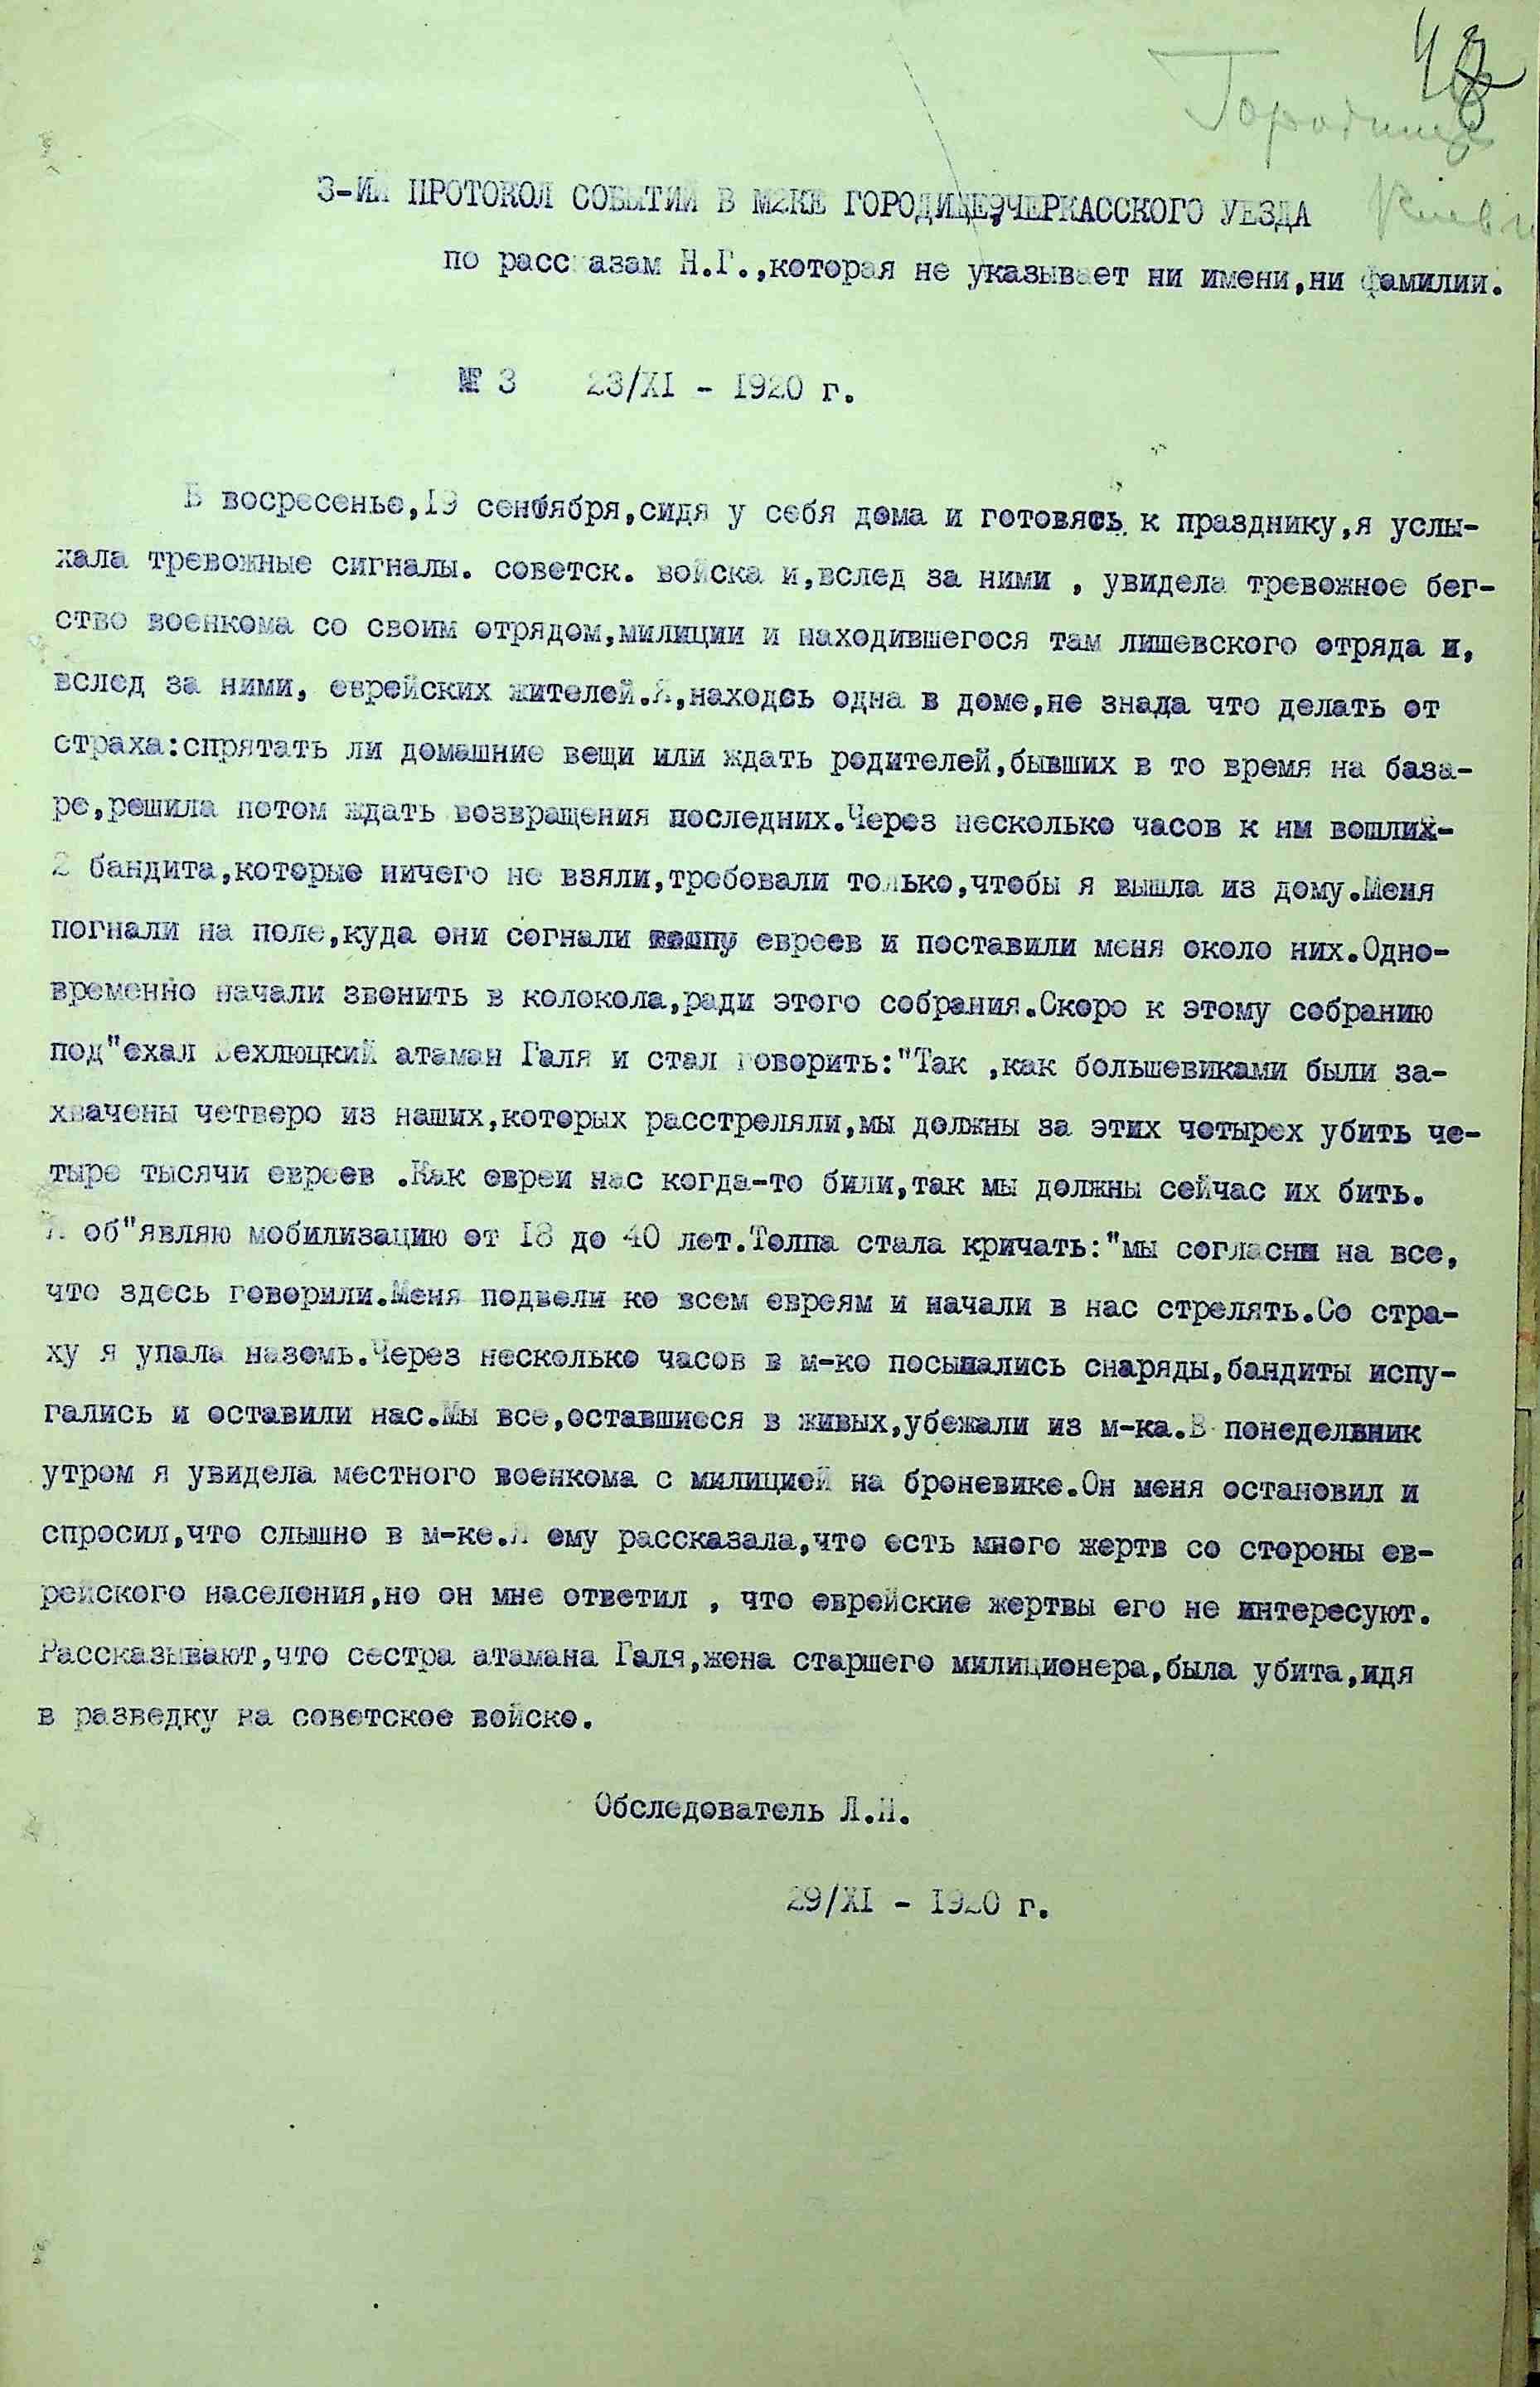 48
Городище
Киев
3-ИЙ ПРОТОКОЛ СОБЫТИЙ В М2КЕ ГОРОДИЩЕ,ЧЕРКАССКОГО УЕЗДА
по рассказам Н.Г.,которая не указывает ни имени,ни фамилии.
№ 3 23/XI - 1920 г.
В восресенье,19 сентября,сидя у себя дома и готовясь к празднику,я услы-
хала тревожные сигналы. советск. войска и,вслед за ними , увидела тревожное бег-
ство военкома со своим отрядом,милиции и находившегося там лишевского отряда и,
вслед за ними, еврейских жителей.Я,находсь одна в доме,не знада что делать от
страха:спрятать ли домашние вещи или ждать родителей,бывших в то время на база-
ре,решила потом ждать возвращения последних.Через несколько часов к нм вошли
2 бандита,которые ничего не взяли,требовали только,чтобы я вышла из дому.Меня
погнали на поле,куда они согнали евреев и поставили меня около них.Одно-
временно начали звонить в колокола,ради этого собрания.Скоро к этому собранию
под"ехал атаман Галя и стал говорить:"Так ,как большевиками были за-
хвачены четверо из наших,которых расстреляли,мы должны за этих четырех убить че-
тыре тысячи евреев .Как евреи нас когда-то били,так мы должны сейчас их бить.
Я об"являю мобилизацию от 18 до 40 лет.Толпа стала кричать:"мы согласны на все,
что здесь говорили.Меня подвели ко всем евреям и начали в нас стрелять.Со стра-
ху я упала наземь.Через несколько часов в м-ко посыпались снаряды,бандиты испу-
гались и оставили нас.Мы все,оставшиеся в живых,убежали из м-ка.В понедельник
утром я увидела местного военкома с милицией на броневике.Он меня остановил и
спросил,что слышно в м-ке.Я ему рассказала,что есть много жертв со стороны ев-
рейского населения,но он мне ответил , что еврейские жертвы его не интересуют.
Рассказывают,что сестра атамана Галя,жена старшего милиционера,была убита,идя
в разведку на советское войско.
Обследователь Л.И.
29/XI - 1920 г.